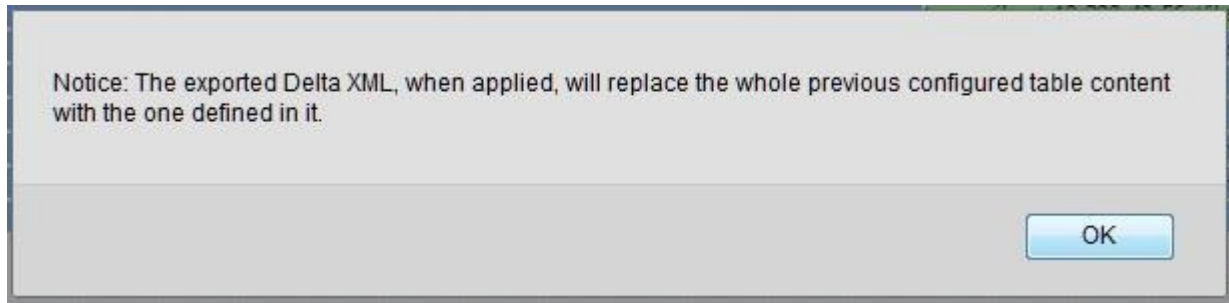 Notice: The exported Delta XML, when applied, will replace the whole previous configured table content
with the one defined in it.
OK